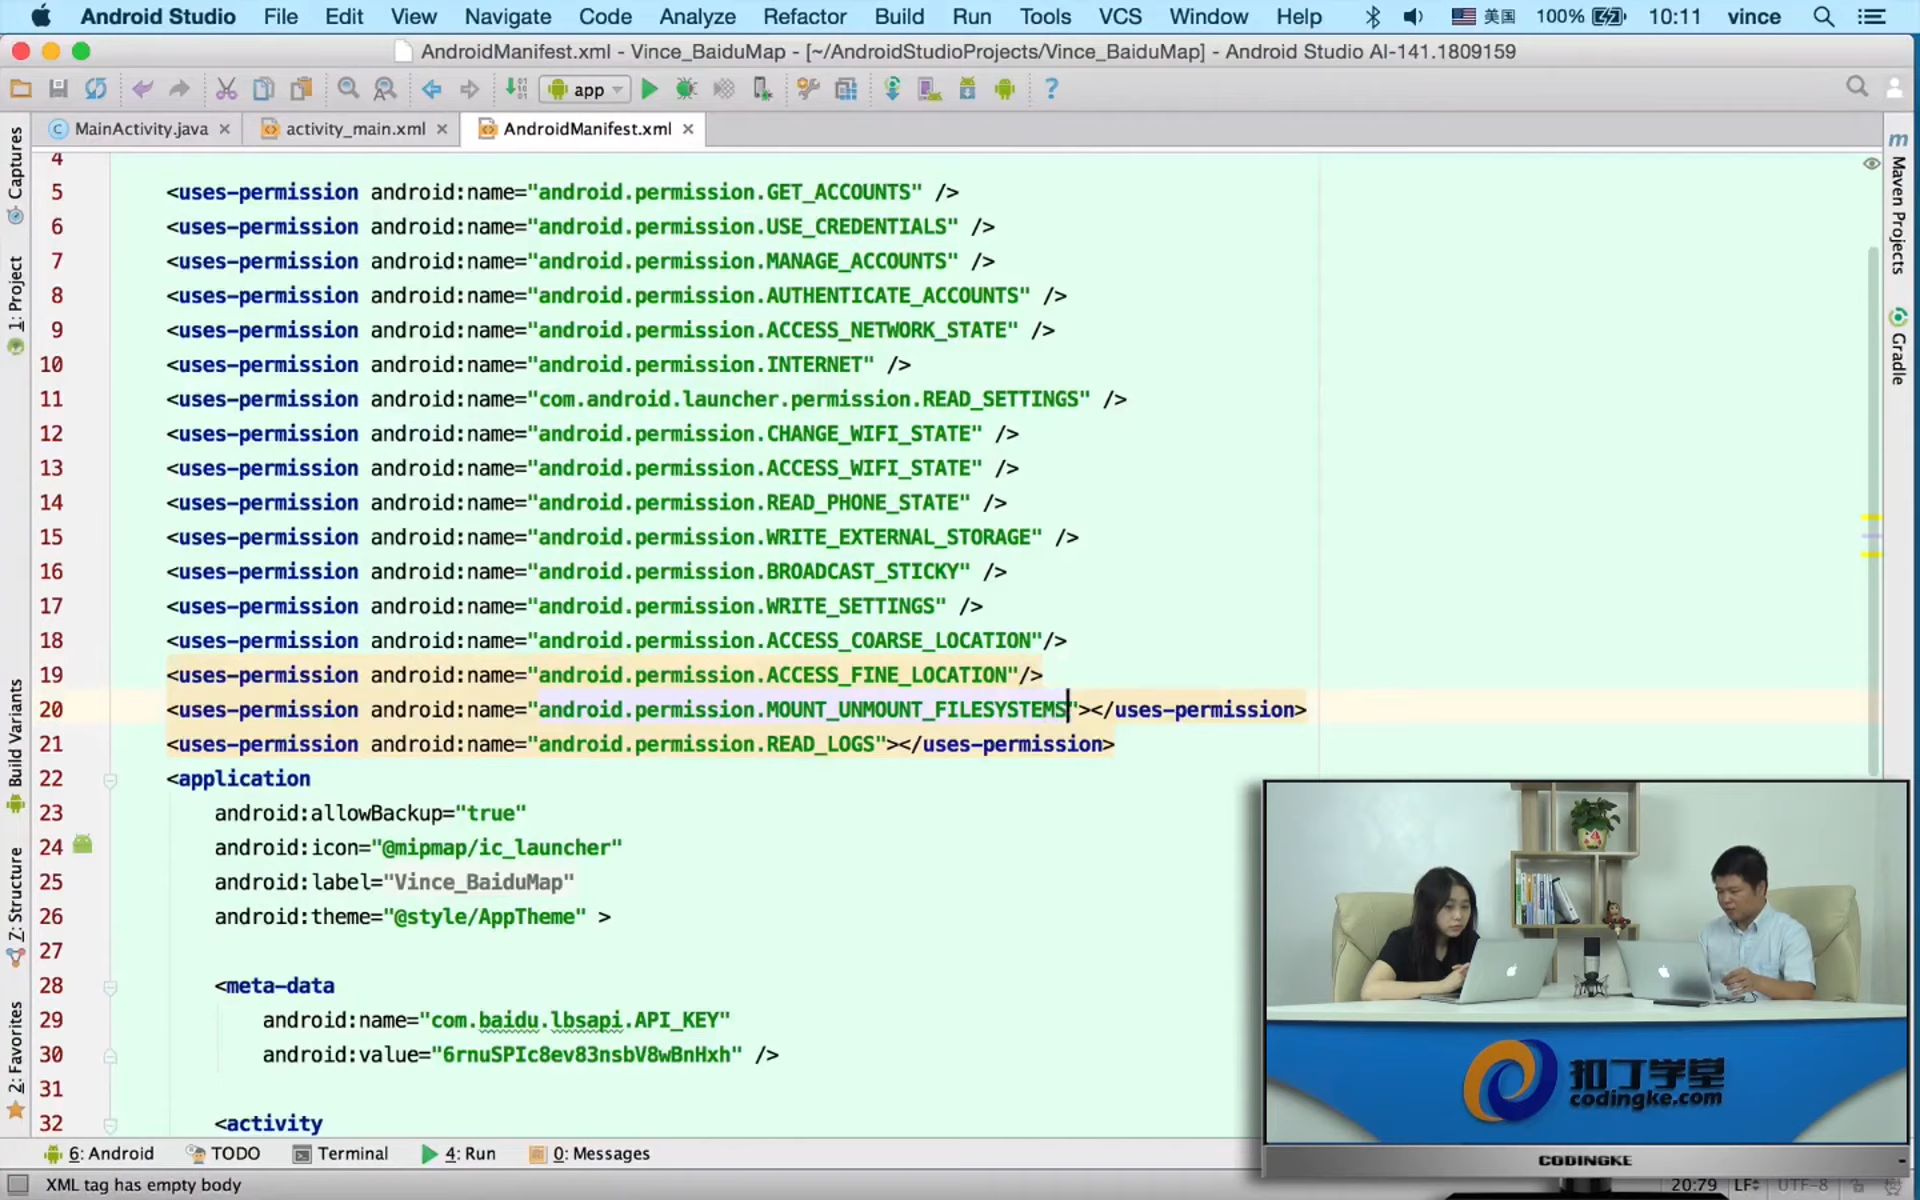 Android Studio File Edit View Navigate Code Analyze Refactor Build Run Tools VCS Window Help 美国 100% 10:11 vince
AndroidManifest.xml - Vince_BaiduMap - [~/AndroidStudioProjects/Vince_BaiduMap] - Android Studio AI-141.1809159
app ?
MainActivity.java activity_main.xml AndroidManifest.xml
Captures
1: Project
Build Variants
Z: Structure
2: Favorites
4
5 <uses-permission android:name="android.permission.GET_ACCOUNTS" />
6 <uses-permission android:name="android.permission.USE_CREDENTIALS" />
7 <uses-permission android:name="android.permission.MANAGE_ACCOUNTS" />
8 <uses-permission android:name="android.permission.AUTHENTICATE_ACCOUNTS" />
9 <uses-permission android:name="android.permission.ACCESS_NETWORK_STATE" />
10 <uses-permission android:name="android.permission.INTERNET" />
11 <uses-permission android:name="com.android.launcher.permission.READ_SETTINGS" />
12 <uses-permission android:name="android.permission.CHANGE_WIFI_STATE" />
13 <uses-permission android:name="android.permission.ACCESS_WIFI_STATE" />
14 <uses-permission android:name="android.permission.READ_PHONE_STATE" />
15 <uses-permission android:name="android.permission.WRITE_EXTERNAL_STORAGE" />
16 <uses-permission android:name="android.permission.BROADCAST_STICKY" />
17 <uses-permission android:name="android.permission.WRITE_SETTINGS" />
18 <uses-permission android:name="android.permission.ACCESS_COARSE_LOCATION"/>
19 <uses-permission android:name="android.permission.ACCESS_FINE_LOCATION"/>
20 <uses-permission android:name="android.permission.MOUNT_UNMOUNT_FILESYSTEMS"></uses-permission>
21 <uses-permission android:name="android.permission.READ_LOGS"></uses-permission>
22 <application
23 android:allowBackup="true"
24 android:icon="@mipmap/ic_launcher"
25 android:label="Vince_BaiduMap"
26 android:theme="@style/AppTheme" >
27
28 <meta-data
29 android:name="com.baidu.lbsapi.API_KEY"
30 android:value="6rnuSPIc8ev83nsbV8wBnHxh" />
31
32 <activity
m
Maven Projects
Gradle
扣丁学堂
codingke.com
CODINGKE
6: Android TODO Terminal 4: Run 0: Messages
XML tag has empty body 20:79 LF UTF-8